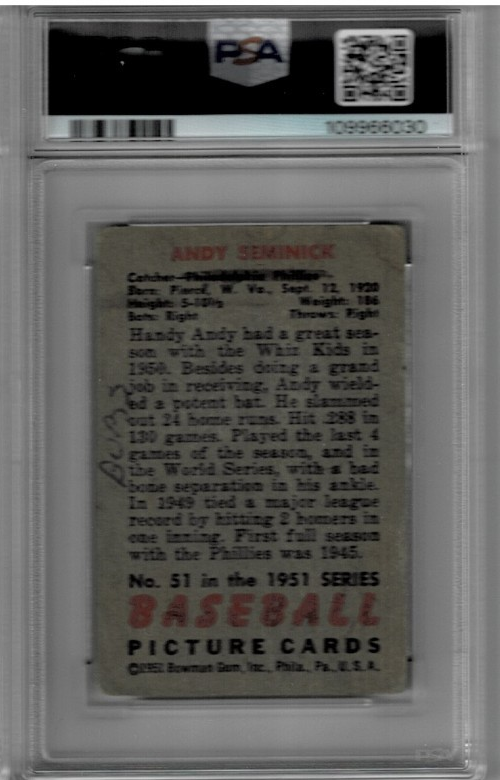 PSA
109966030
ANDY SEMINICK
Catcher—Philadelphia Phillies
Born: Pierce, W. Va., Sept. 12, 1920
Height: 5-10½ Weight: 186
Bats: Right Throws: Right
Handy Andy had a great sea-
son with the Whiz Kids in
1950. Besides doing a grand
job in receiving, Andy wield-
ed a potent bat. He slammed
out 24 home runs. Hit .288 in
130 games. Played the last 4
games of the season, and in
the World Series, with a bad
bone separation in his ankle.
In 1949 tied a major league
record by hitting 2 homers in
one inning. First full season
with the Phillies was 1945.
No. 51 in the 1951 SERIES
BASEBALL
PICTURE CARDS
©1951 Bowman Gum, Inc., Phila., Pa., U.S.A.